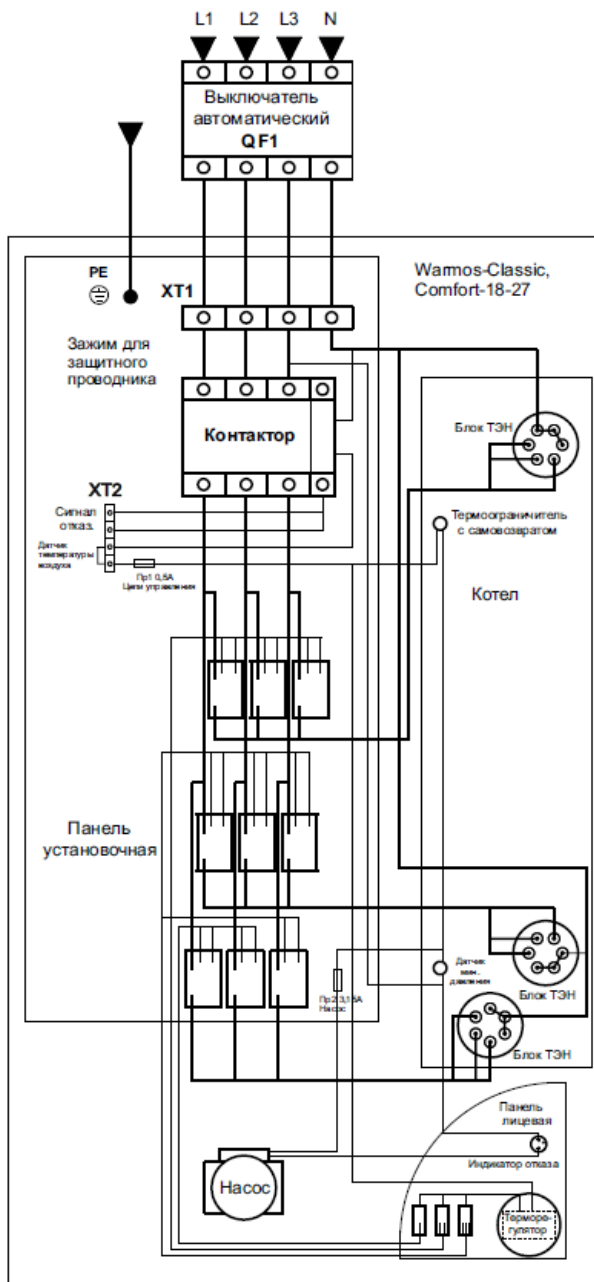 L1 L2 L3 N
Выключатель
автоматический
QF1
PE
XT1
Warmos-Classic,
Comfort-18-27
Зажим для
защитного
проводника
Контактор
Блок ТЭН
XT2
Сигнал
отказ.
Датчик
температуры
воздуха
Пр1 0,5А
Цепи управления
Термоограничитель
с самовозвратом
Котел
Панель
установочная
Датчик
мин.
давления
Пр2 3,15А
Насос
Блок ТЭН
Блок ТЭН
Панель
лицевая
Индикатор отказа
Насос
Терморе-
гулятор